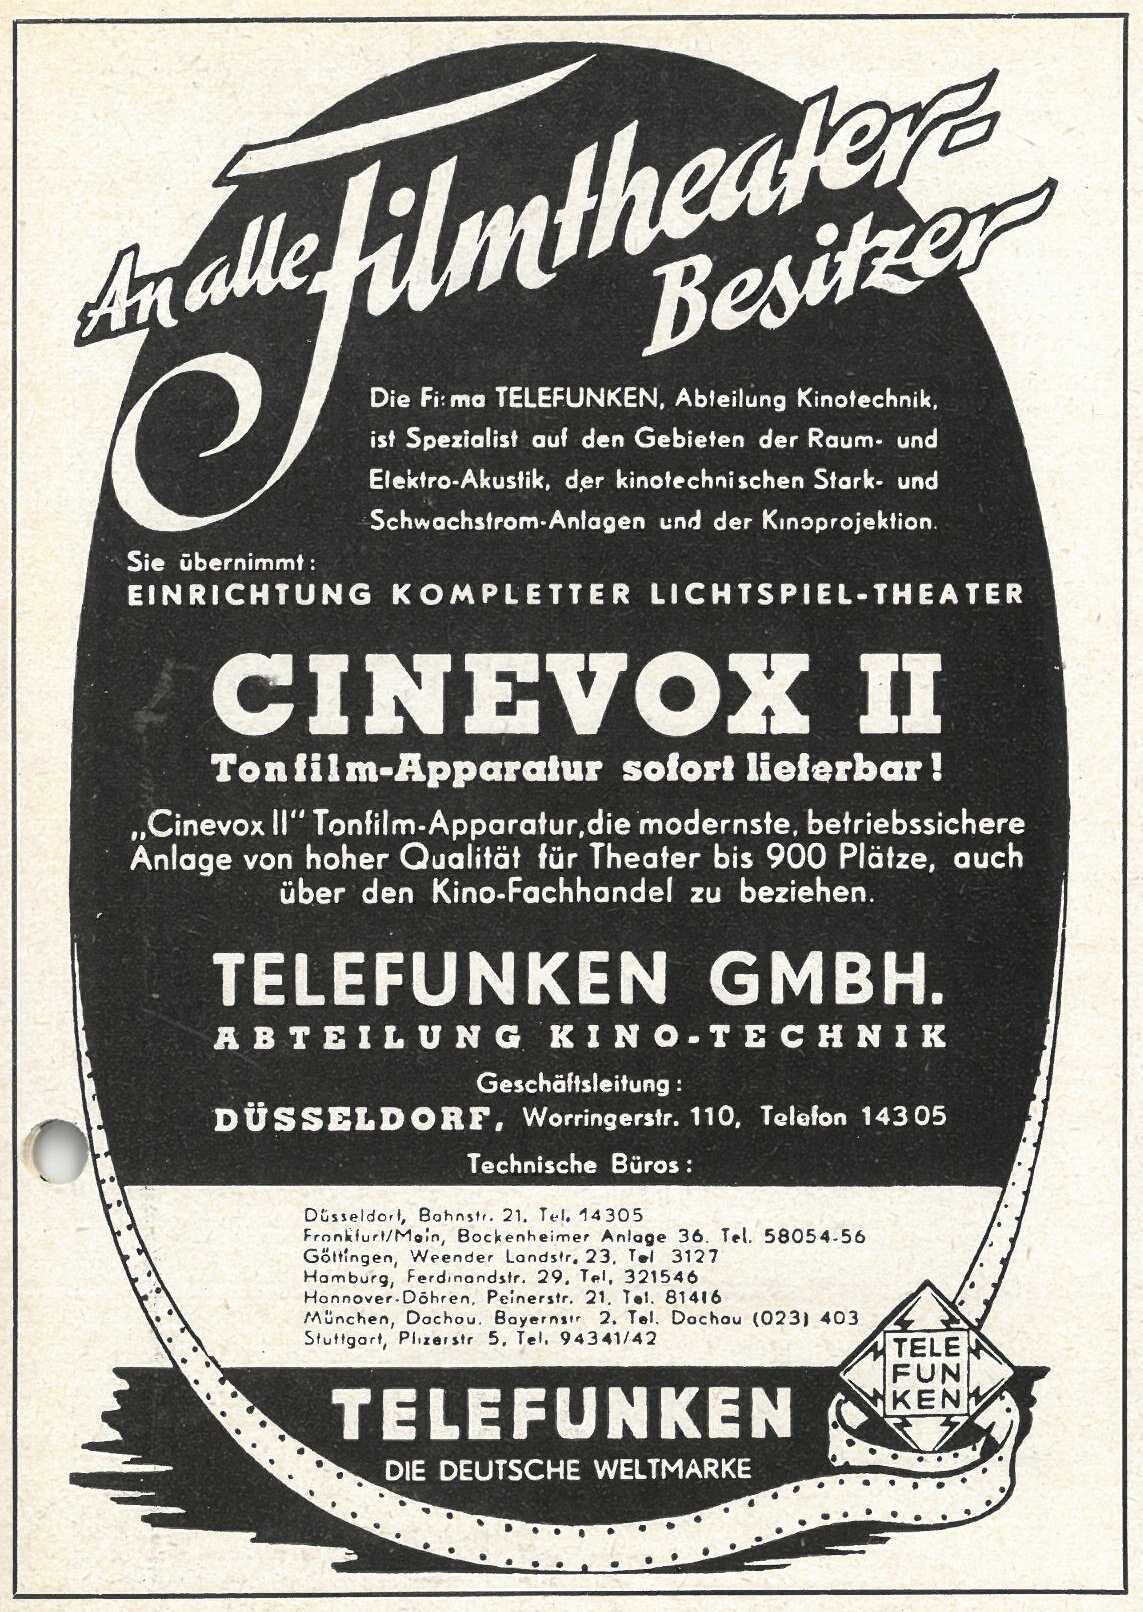 An alle Filmtheater-
Besitzer
Die Firma TELEFUNKEN, Abteilung Kinotechnik,
ist Spezialist auf den Gebieten der Raum- und
Elektro-Akustik, der kinotechnischen Stark- und
Schwachstrom-Anlagen und der Kinoprojektion.
Sie übernimmt:
EINRICHTUNG KOMPLETTER LICHTSPIEL-THEATER
CINEVOX II
Tonfilm-Apparatur sofort lieferbar!
„Cinevox II" Tonfilm-Apparatur, die modernste, betriebssichere
Anlage von hoher Qualität für Theater bis 900 Plätze, auch
über den Kino-Fachhandel zu beziehen.
TELEFUNKEN GMBH.
ABTEILUNG KINO-TECHNIK
Geschäftsleitung:
DÜSSELDORF, Worringerstr. 110, Telefon 14305
Technische Büros:
Düsseldorf, Bahnstr. 21, Tel. 14305
Frankfurt/Main, Bockenheimer Anlage 36. Tel. 58054-56
Göttingen, Weender Landstr. 23, Tel 3127
Hamburg, Ferdinandstr. 29, Tel. 321546
Hannover-Döhren, Peinerstr. 21, Tel. 81416
München, Dachau. Bayernstr 2. Tel. Dachau (023) 403
Stuttgart, Plizerstr 5, Tel. 94341/42
TELE
FUN
KEN
TELEFUNKEN
DIE DEUTSCHE WELTMARKE